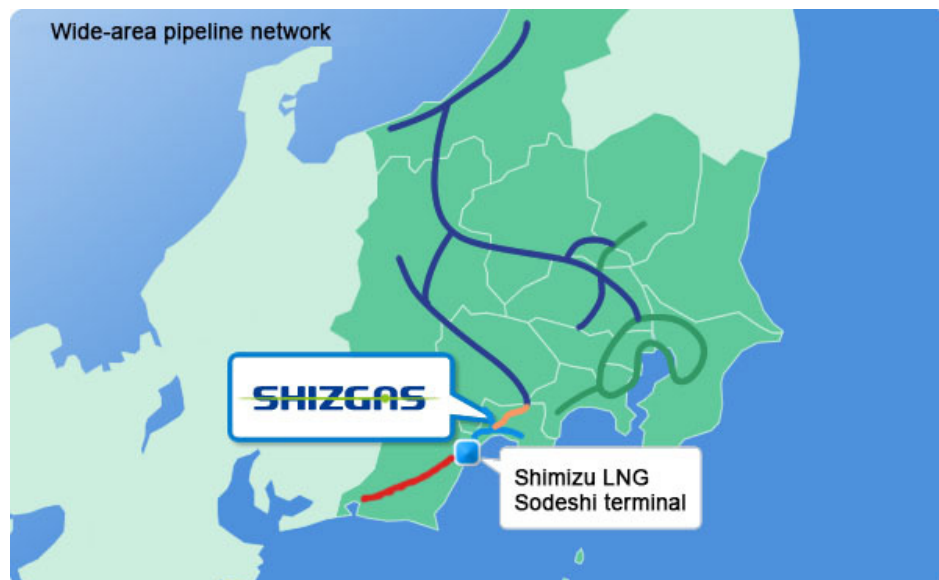 Wide-area pipeline network
SHIZGAS
Shimizu LNG
Sodeshi terminal